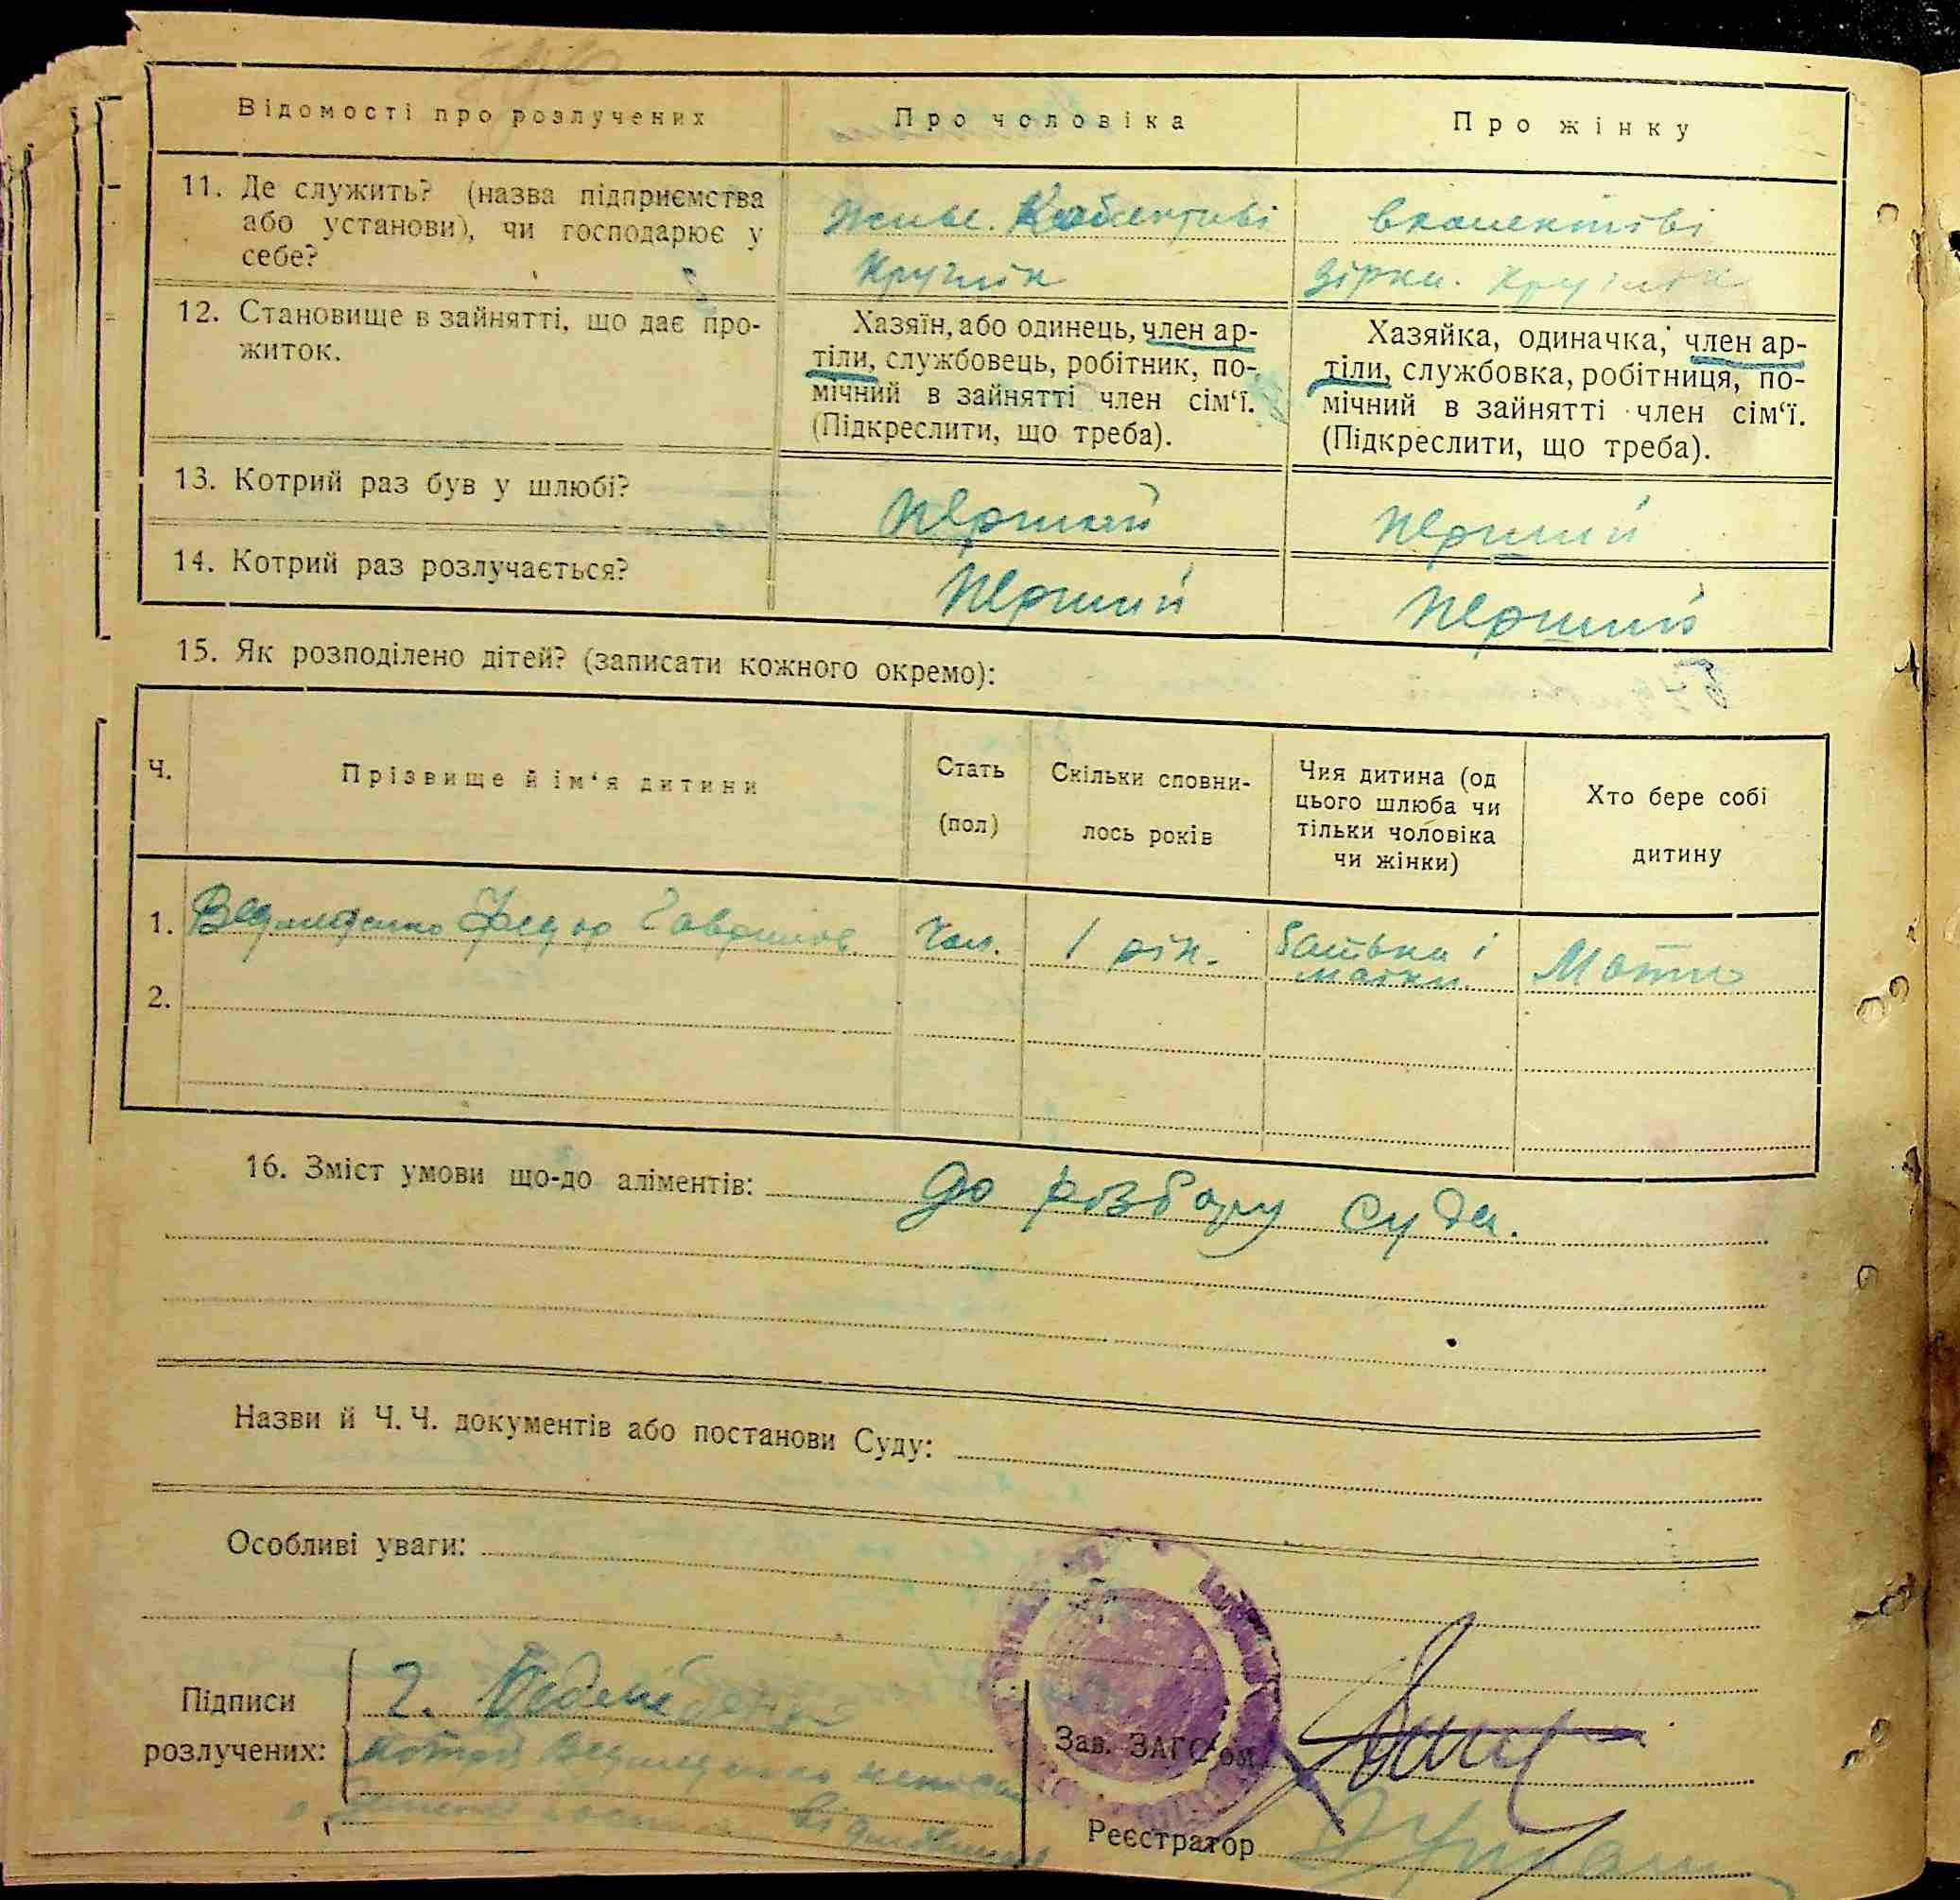 Відомості про розлучених
Про чоловіка
Про жінку
11. Де служить? (назва підприємства
або установи), чи господарює у
себе?
12. Становище в зайнятті, що дає про-
житок.
Хазяїн, або одинець, член ар-
тіли, службовець, робітник, по-
мічний в зайнятті член сім‘ї.
(Підкреслити, що треба).
Хазяйка, одиначка, член ар-
тіли, службовка, робітниця, по-
мічний в зайнятті член сім‘ї.
(Підкреслити, що треба).
13. Котрий раз був у шлюбі?
Перший
Перший
14. Котрий раз розлучається?
Перший
Перший
15. Як розподілено дітей? (записати кожного окремо):
Ч.
Прізвище й ім‘я дитини
Стать
(пол)
Скільки сповни-
лось років
Чия дитина (од
цього шлюба чи
тільки чоловіка
чи жінки)
Хто бере собі
дитину
1.
Чол.
1 рік.
батька і
матки.
Мати
2.
16. Зміст умови що-до аліментів: до розбору суда.
Назви й Ч. Ч. документів або постанови Суду:
Особливі уваги:
Підписи
розлучених:
Зав. ЗАГС‘ом
Реєстратор